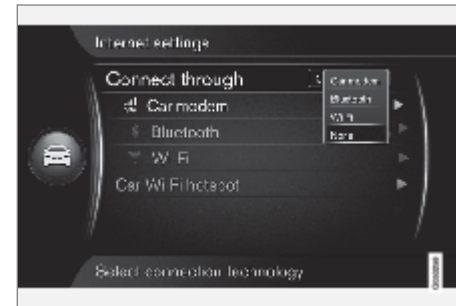 Internet settings
Connect through
Car modem
Bluetooth
Wi-Fi
None
Car modem
Bluetooth
Wi-Fi
Car Wi-Fi hotspot
Select connection technology